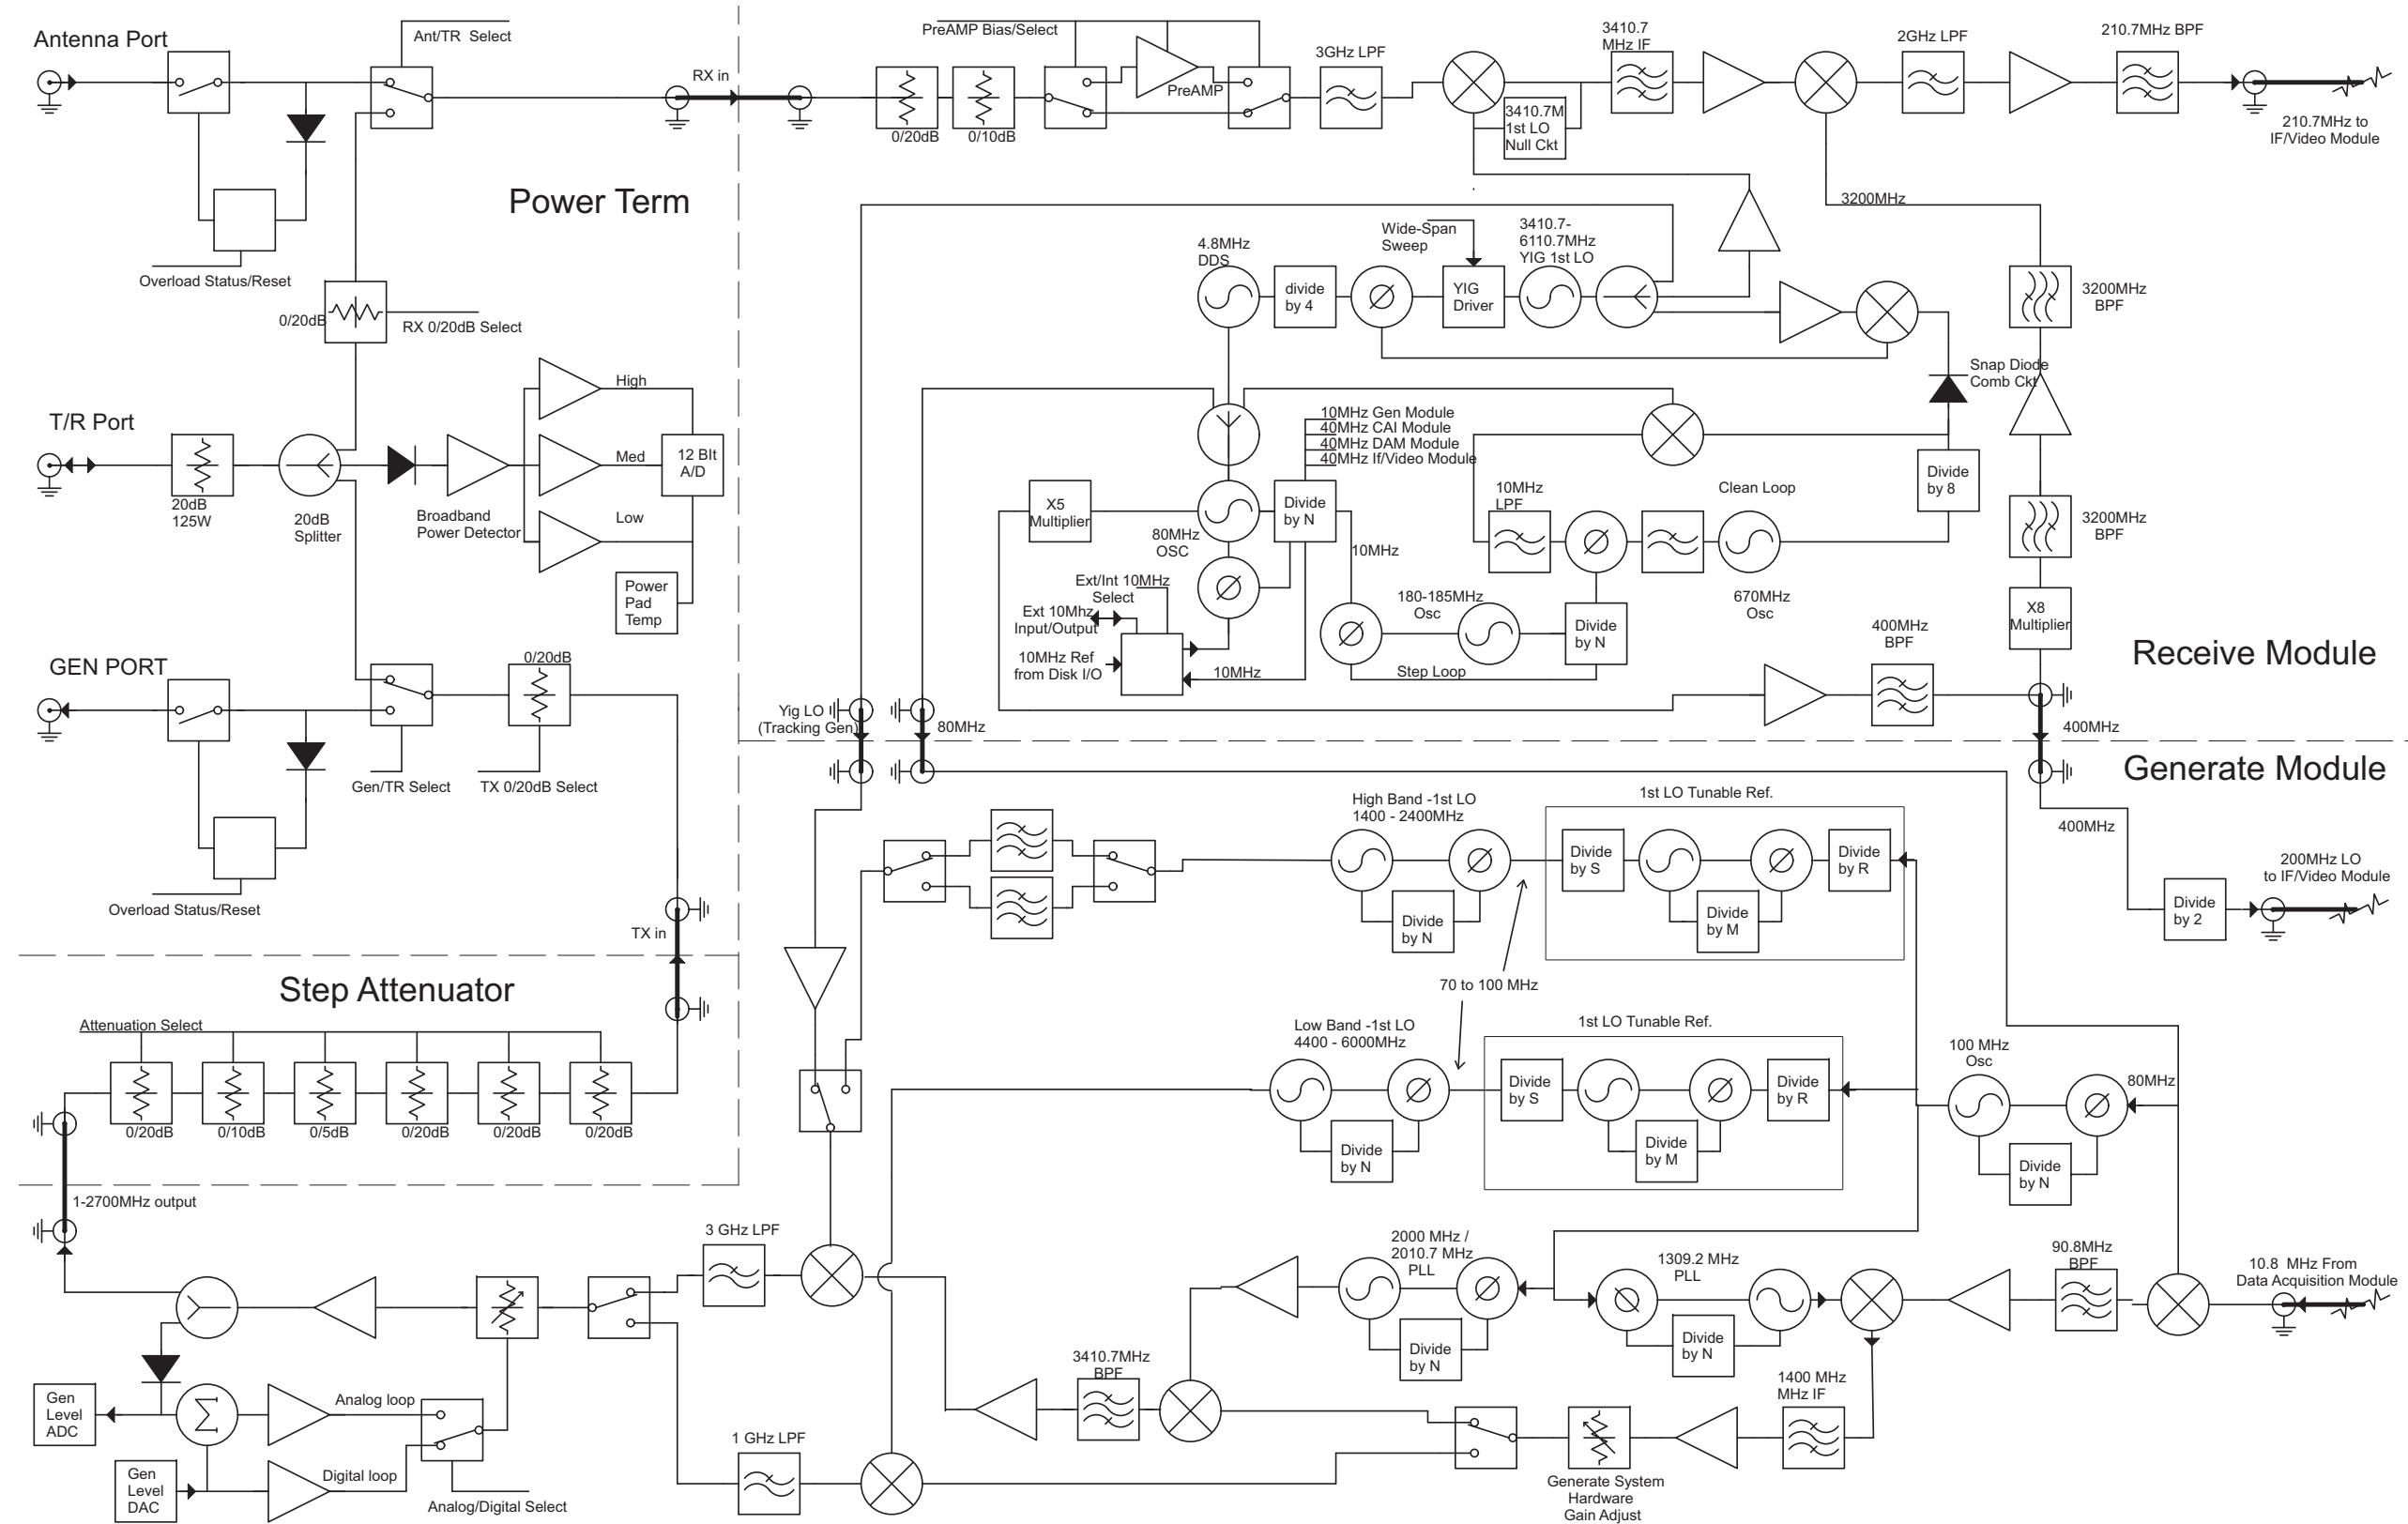 Antenna Port
Ant/TR Select
RX in
PreAMP Bias/Select
PreAMP
0/20dB
0/10dB
3GHz LPF
3410.7
MHz IF
3410.7M
1st LO
Null Ckt
2GHz LPF
210.7MHz BPF
210.7MHz to
IF/Video Module
Power Term
Overload Status/Reset
0/20dB
RX 0/20dB Select
3200MHz
4.8MHz
DDS
divide
by 4
Wide-Span
Sweep
YIG
Driver
3410.7-
6110.7MHz
YIG 1st LO
3200MHz
BPF
Snap Diode
Comb Ckt
T/R Port
20dB
125W
20dB
Splitter
Broadband
Power Detector
High
Med
Low
12 BIt
A/D
Power
Pad
Temp
10MHz Gen Module
40MHz CAI Module
40MHz DAM Module
40MHz If/Video Module
X5
Multiplier
80MHz
OSC
Divide
by N
10MHz
10MHz
LPF
Clean Loop
Divide
by 8
3200MHz
BPF
Ext/Int 10MHz
Select
Ext 10Mhz
Input/Output
10MHz Ref
from Disk I/O
10MHz
180-185MHz
Osc
Divide
by N
Step Loop
670MHz
Osc
400MHz
BPF
X8
Multiplier
Receive Module
GEN PORT
0/20dB
Gen/TR Select
TX 0/20dB Select
Overload Status/Reset
TX in
Yig LO
(Tracking Gen)
80MHz
400MHz
Generate Module
400MHz
200MHz LO
to IF/Video Module
Divide
by 2
High Band -1st LO
1400 - 2400MHz
Divide
by N
1st LO Tunable Ref.
Divide
by S
Divide
by M
Divide
by R
70 to 100 MHz
Step Attenuator
Attenuation Select
0/20dB
0/10dB
0/5dB
0/20dB
0/20dB
0/20dB
1-2700MHz output
Low Band -1st LO
4400 - 6000MHz
Divide
by N
1st LO Tunable Ref.
Divide
by S
Divide
by M
Divide
by R
100 MHz
Osc
80MHz
Divide
by N
3 GHz LPF
2000 MHz /
2010.7 MHz
PLL
Divide
by N
1309.2 MHz
PLL
Divide
by N
90.8MHz
BPF
10.8 MHz From
Data Acquisition Module
3410.7MHz
BPF
1400 MHz
MHz IF
Generate System
Hardware
Gain Adjust
1 GHz LPF
Gen
Level
ADC
Σ
Analog loop
Gen
Level
DAC
Digital loop
Analog/Digital Select